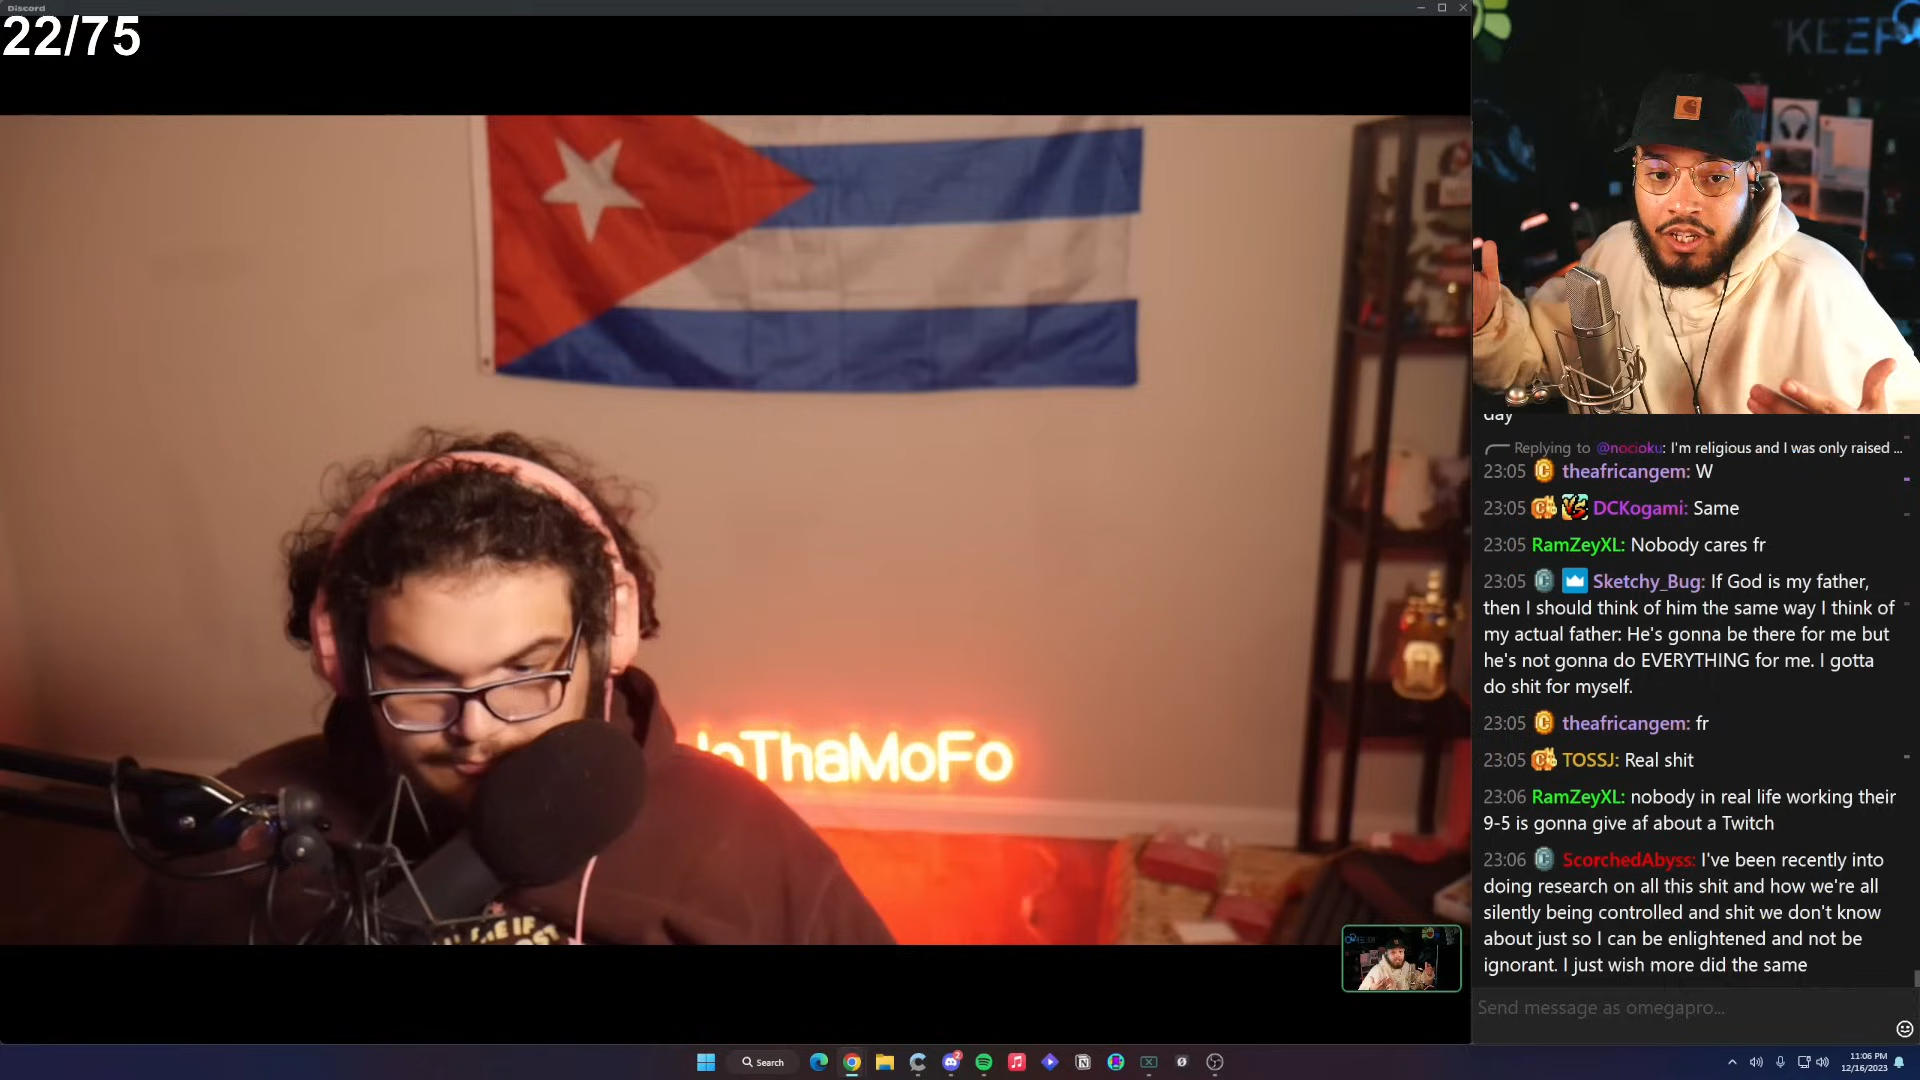 Discord
22/75
KEEP
oThaMoFo
day
Replying to @nocioku: I'm religious and I was only raised ...
23:05 theafricangem: W
23:05 DCKogami: Same
RamZeyXL: Nobody cares fr
23:05
23:05 Sketchy_Bug: If God is my father,
then I should think of him the same way I think of
my actual father: He's gonna be there for me but
he's not gonna do EVERYTHING for me. I gotta
do shit for myself.
23:05 theafricangem: fr
23:05 TOSSJ: Real shit
23:06 RamZeyXL: nobody in real life working their
9-5 is gonna give af about a Twitch
23:06 ScorchedAbyss: I've been recently into
doing research on all this shit and how we're all
silently being controlled and shit we don't know
about just so I can be enlightened and not be
ignorant. I just wish more did the same
Send message as omegapro...
Search
2
11:06 PM
12/16/2023